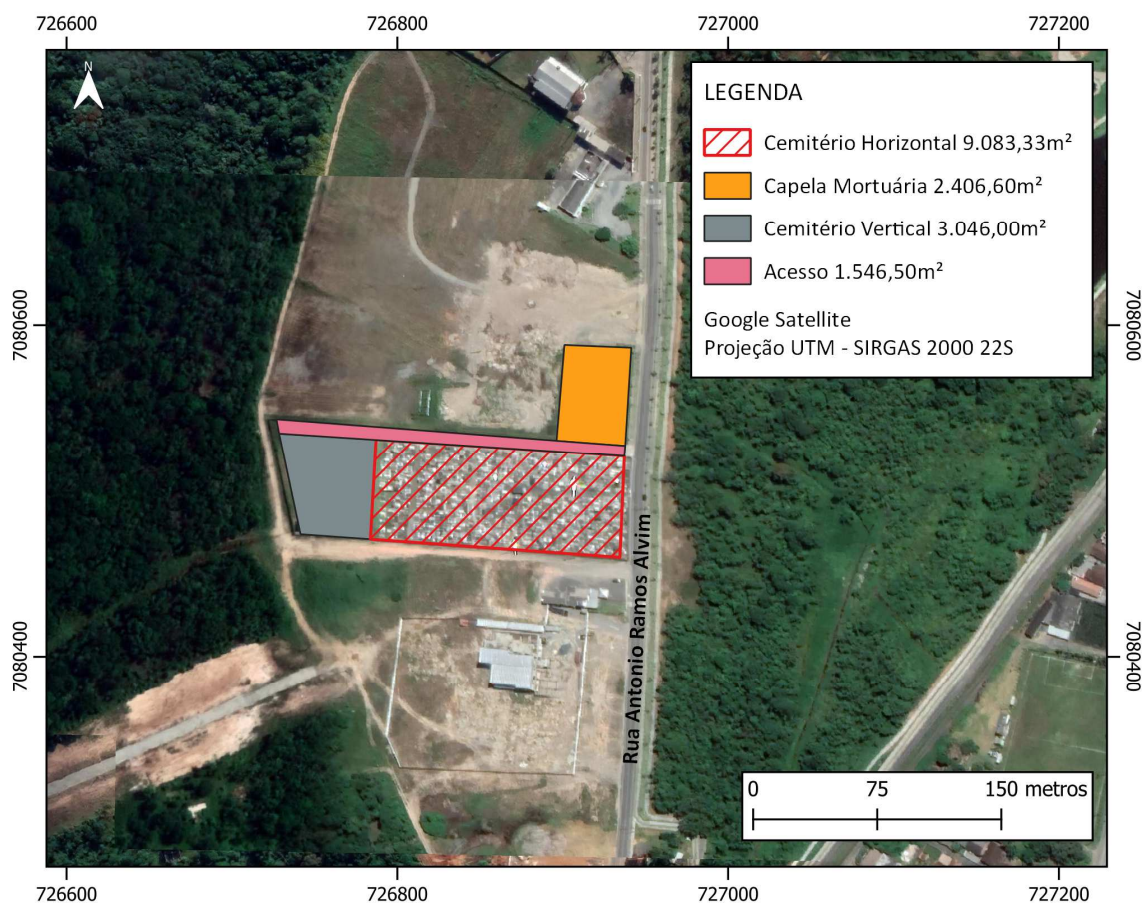 726600
726800
727000
727200
N
LEGENDA
Cemitério Horizontal 9.083,33m²
Capela Mortuária 2.406,60m²
Cemitério Vertical 3.046,00m²
Acesso 1.546,50m²
Google Satellite
Projeção UTM - SIRGAS 2000 22S
7080600
7080600
7080400
7080400
Rua Antonio Ramos Alvim
0 75 150 metros
726600
726800
727000
727200